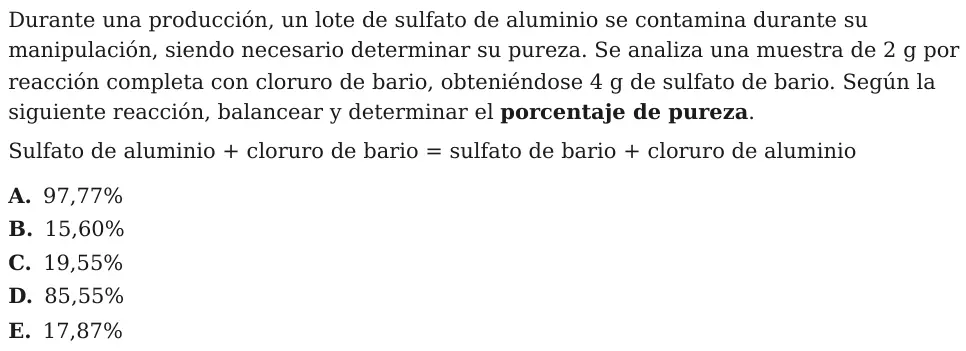 Durante una producción, un lote de sulfato de aluminio se contamina durante su
manipulación, siendo necesario determinar su pureza. Se analiza una muestra de 2 g por
reacción completa con cloruro de bario, obteniéndose 4 g de sulfato de bario. Según la
siguiente reacción, balancear y determinar el porcentaje de pureza.
Sulfato de aluminio + cloruro de bario = sulfato de bario + cloruro de aluminio
A. 97,77%
B. 15,60%
C. 19,55%
D. 85,55%
E. 17,87%